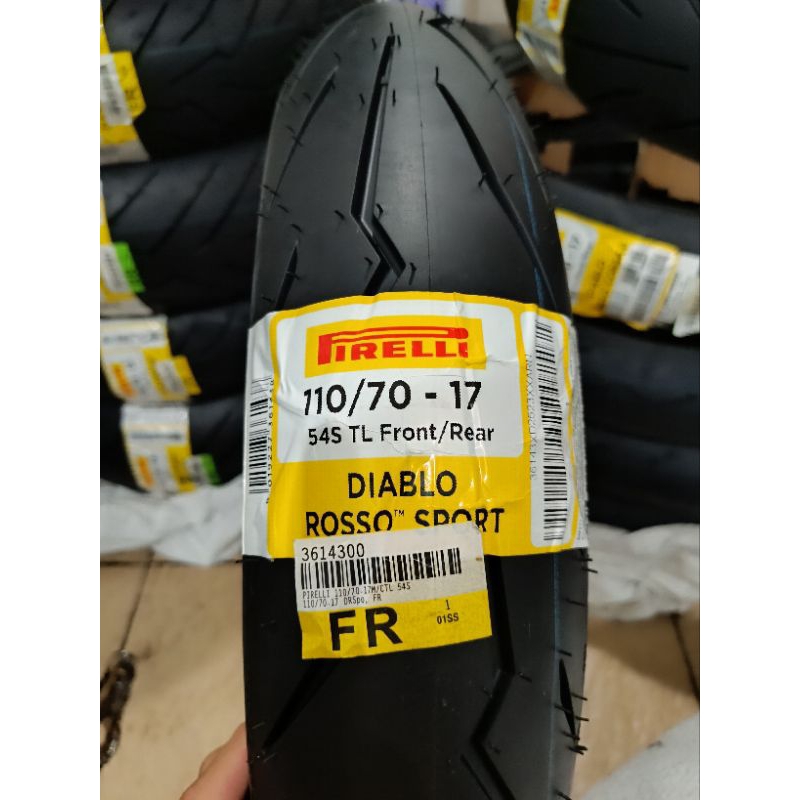 PIRELLI
110/70 - 17
54S TL Front/Rear
DIABLO
ROSSO™ SPORT
3614300
PIRELLI 110/70-17M/CTL 54S
110/70-17 DRSpo, FR
FR
1
01SS